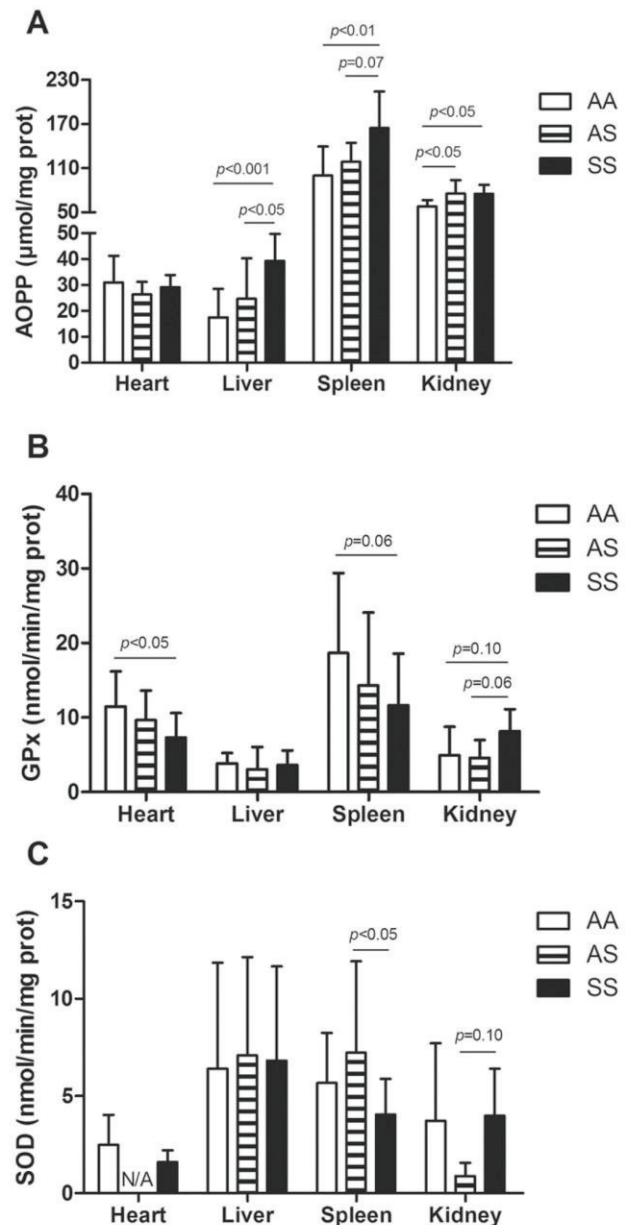 A
p<0.01
p=0.07
230
170
110
50
50
40
30
20
10
0
AOPP (µmol/mg prot)
p<0.001
p<0.05
p<0.05
p<0.05
AA
AS
SS
Heart Liver Spleen Kidney
B
40
30
20
10
0
GPx (nmol/min/mg prot)
p<0.05
p=0.06
p=0.10
p=0.06
AA
AS
SS
Heart Liver Spleen Kidney
C
15
10
5
0
SOD (nmol/min/mg prot)
N/A
p<0.05
p=0.10
AA
AS
SS
Heart Liver Spleen Kidney